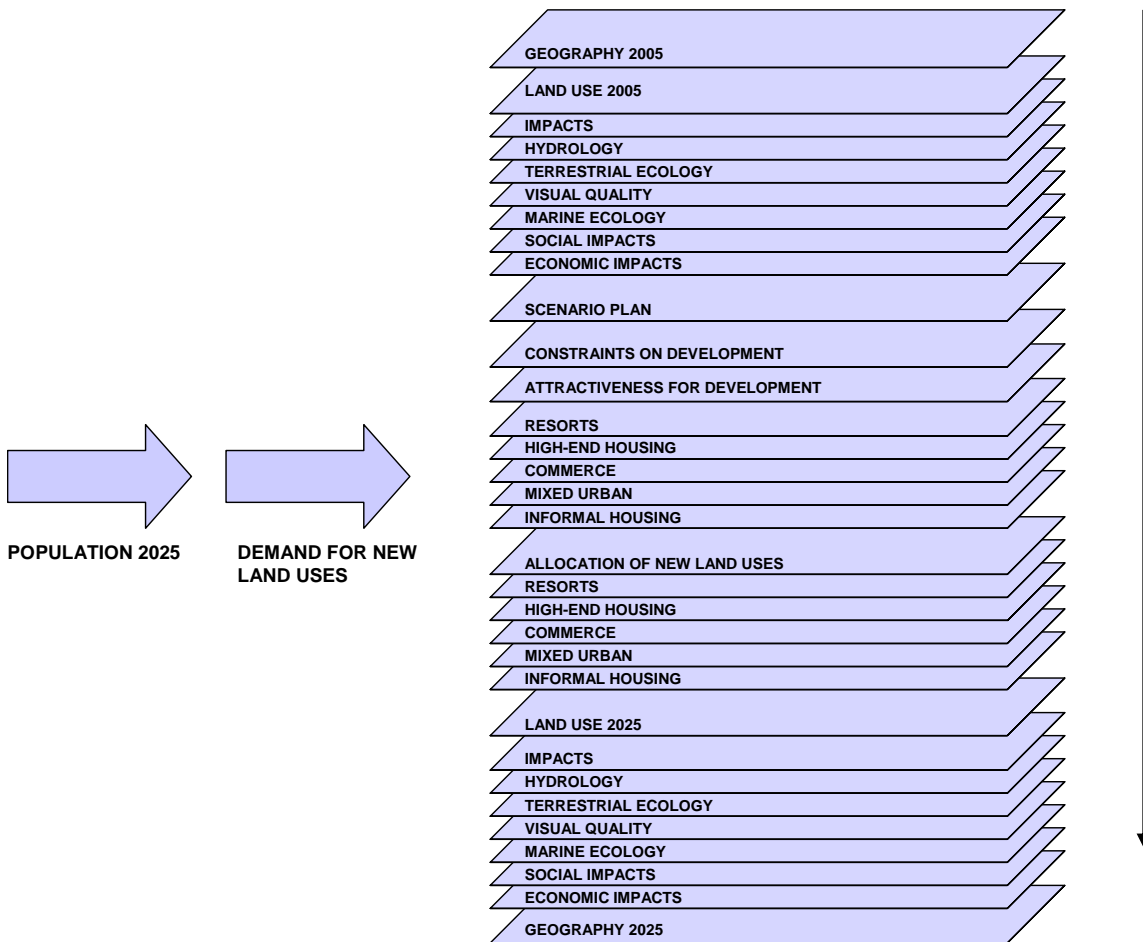 GEOGRAPHY 2005
LAND USE 2005
IMPACTS
HYDROLOGY
TERRESTRIAL ECOLOGY
VISUAL QUALITY
MARINE ECOLOGY
SOCIAL IMPACTS
ECONOMIC IMPACTS
SCENARIO PLAN
CONSTRAINTS ON DEVELOPMENT
ATTRACTIVENESS FOR DEVELOPMENT
RESORTS
HIGH-END HOUSING
COMMERCE
MIXED URBAN
INFORMAL HOUSING
POPULATION 2025
DEMAND FOR NEW
LAND USES
ALLOCATION OF NEW LAND USES
RESORTS
HIGH-END HOUSING
COMMERCE
MIXED URBAN
INFORMAL HOUSING
LAND USE 2025
IMPACTS
HYDROLOGY
TERRESTRIAL ECOLOGY
VISUAL QUALITY
MARINE ECOLOGY
SOCIAL IMPACTS
ECONOMIC IMPACTS
GEOGRAPHY 2025